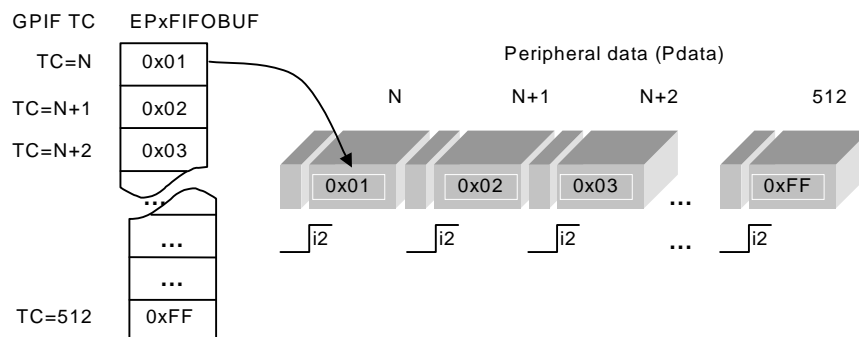 GPIF TC EPxFIFOBUF
TC=N 0x01
TC=N+1 0x02
TC=N+2 0x03
...
...
...
TC=512 0xFF
Peripheral data (Pdata)
N N+1 N+2 512
0x01 0x02 0x03 ... 0xFF
i2 i2 i2 ... i2